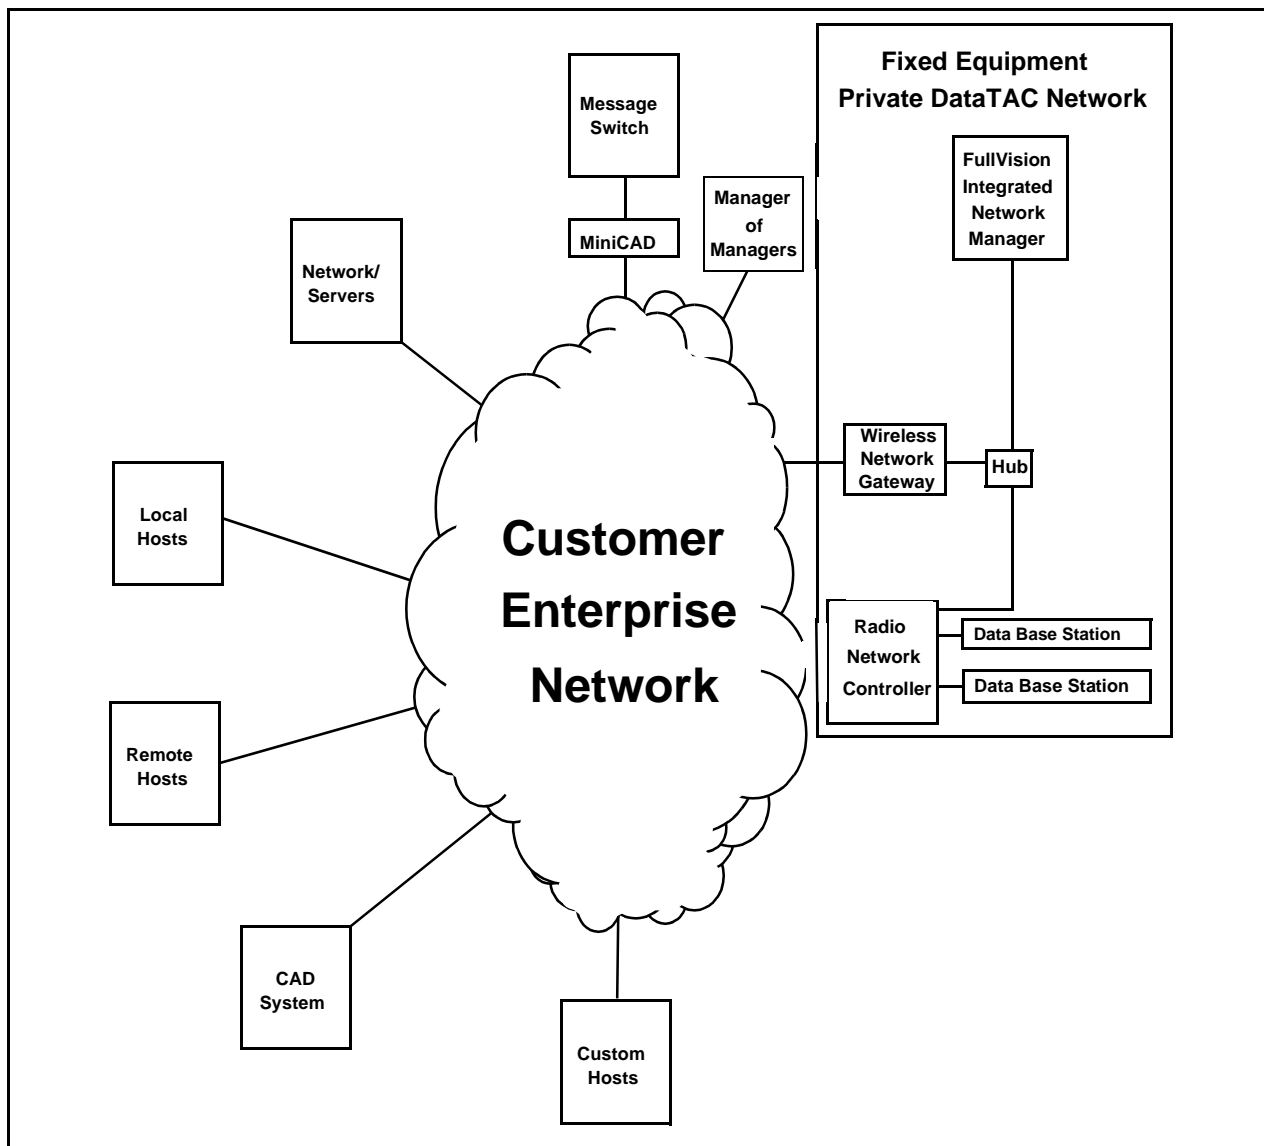 Fixed Equipment
Private DataTAC Network
Message
Switch
FullVision
Integrated
Network
Manager
Manager
of
Managers
MiniCAD
Network/
Servers
Wireless
Network
Gateway
Hub
Local
Hosts
Customer
Enterprise
Network
Radio
Network
Controller
Data Base Station
Data Base Station
Remote
Hosts
CAD
System
Custom
Hosts